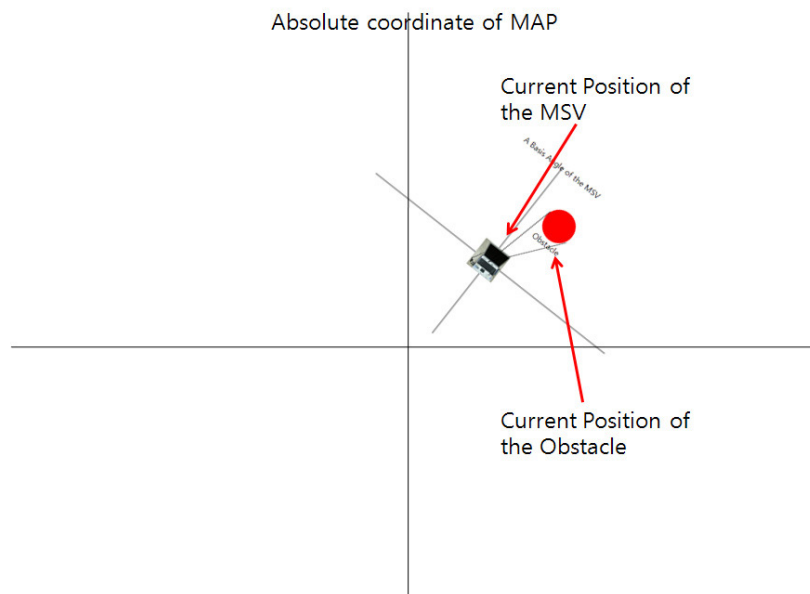 Absolute coordinate of MAP
Current Position of
the MSV
A Basis Angle of the MSV
Obstacle
Current Position of
the Obstacle